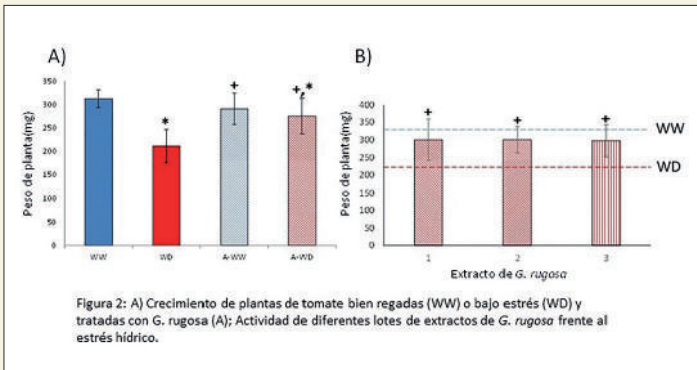 A)
B)
350
300
250
200
150
100
50
0
Peso de planta(mg)
+
+,*
*
WW
WD
A-WW
A-WD
400
350
300
250
200
150
100
50
0
Peso de planta(mg)
+
+
+
WW
WD
1
2
3
Extracto de G. rugosa
Figura 2: A) Crecimiento de plantas de tomate bien regadas (WW) o bajo estrés (WD) y
tratadas con G. rugosa (A); Actividad de diferentes lotes de extractos de G. rugosa frente al
estrés hídrico.